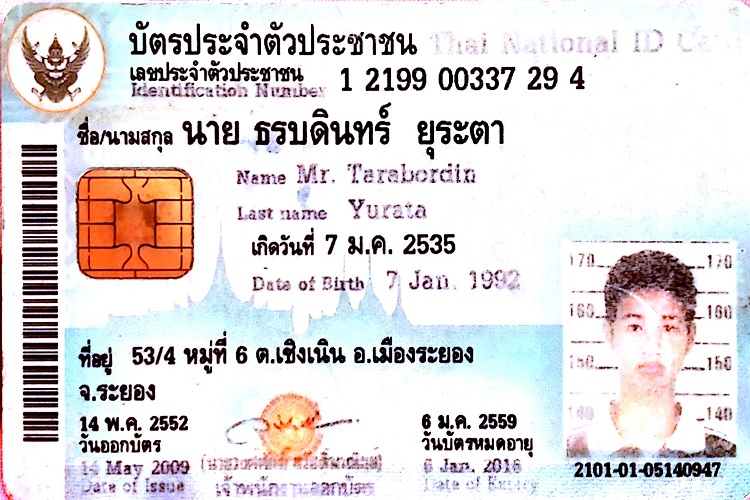 บัตรประจำตัวประชาชน Thai National ID Card
เลขประจำตัวประชาชน 1 2199 00337 29 4
Identification Number
ชื่อ/นามสกุล นาย ธรบดินทร์ ยุระตา
Name Mr. Tarabordin
Last name Yurata
เกิดวันที่ 7 ม.ค. 2535
Date of Birth 7 Jan. 1992
170 170
160 160
150 150
140 140
ที่อยู่ 53/4 หมู่ที่ 6 ต.เชิงเนิน อ.เมืองระยอง
จ.ระยอง
14 พ.ค. 2552
วันออกบัตร
14 May 2009
Date of Issue
เจ้าพนักงานออกบัตร
6 ม.ค. 2559
วันบัตรหมดอายุ
6 Jan. 2016
Date of Expiry
2101-01-05140947